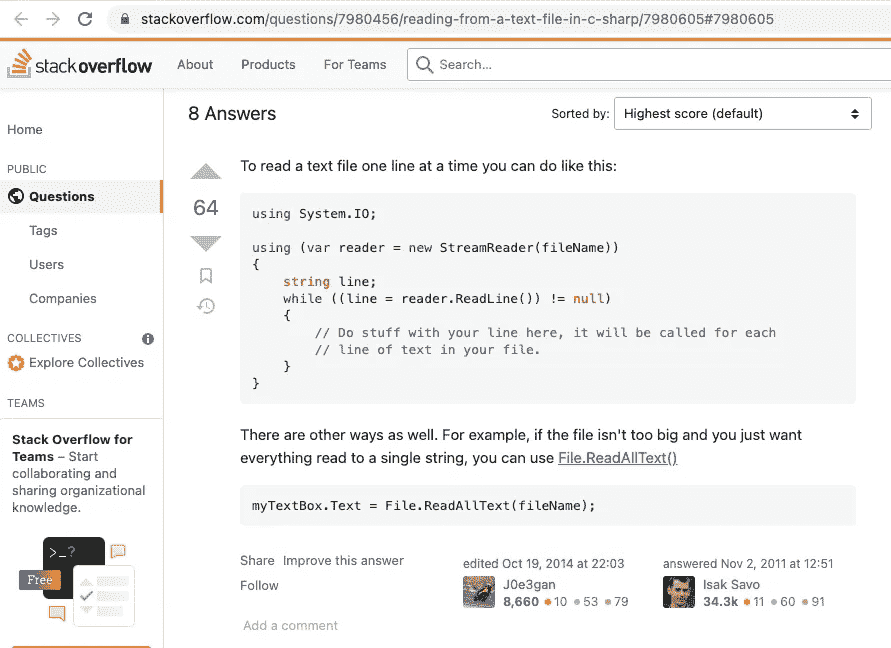 stackoverflow.com/questions/7980456/reading-from-a-text-file-in-c-sharp/7980605#7980605
stackoverflow
About
Products
For Teams
Search...
Home
PUBLIC
Questions
Tags
Users
Companies
COLLECTIVES
Explore Collectives
TEAMS
Stack Overflow for
Teams – Start
collaborating and
sharing organizational
knowledge.
>_?
Free
8 Answers
Sorted by:
Highest score (default)
64
To read a text file one line at a time you can do like this:
using System.IO;
using (var reader = new StreamReader(fileName))
{
    string line;
    while ((line = reader.ReadLine()) != null)
    {
        // Do stuff with your line here, it will be called for each
        // line of text in your file.
    }
}
There are other ways as well. For example, if the file isn't too big and you just want
everything read to a single string, you can use File.ReadAllText()
myTextBox.Text = File.ReadAllText(fileName);
Share Improve this answer
Follow
edited Oct 19, 2014 at 22:03
J0e3gan
8,660 10 53 79
answered Nov 2, 2011 at 12:51
Isak Savo
34.3k 11 60 91
Add a comment